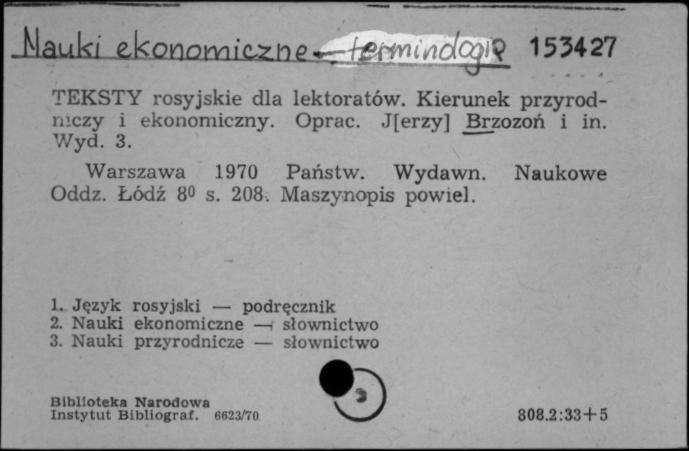 Nauki ekonomiczne - terminologie 153427
TEKSTY rosyjskie dla lektoratów. Kierunek przyrod-
niczy i ekonomiczny. Oprac. J[erzy] Brzozoń i in.
Wyd. 3.
Warszawa 1970 Państw. Wydawn. Naukowe
Oddz. Łódź 8⁰ s. 208. Maszynopis powiel.
1. Język rosyjski — podręcznik
2. Nauki ekonomiczne — słownictwo
3. Nauki przyrodnicze — słownictwo
3
Biblioteka Narodowa
Instytut Bibliograf. 6623/70
808.2:33+5